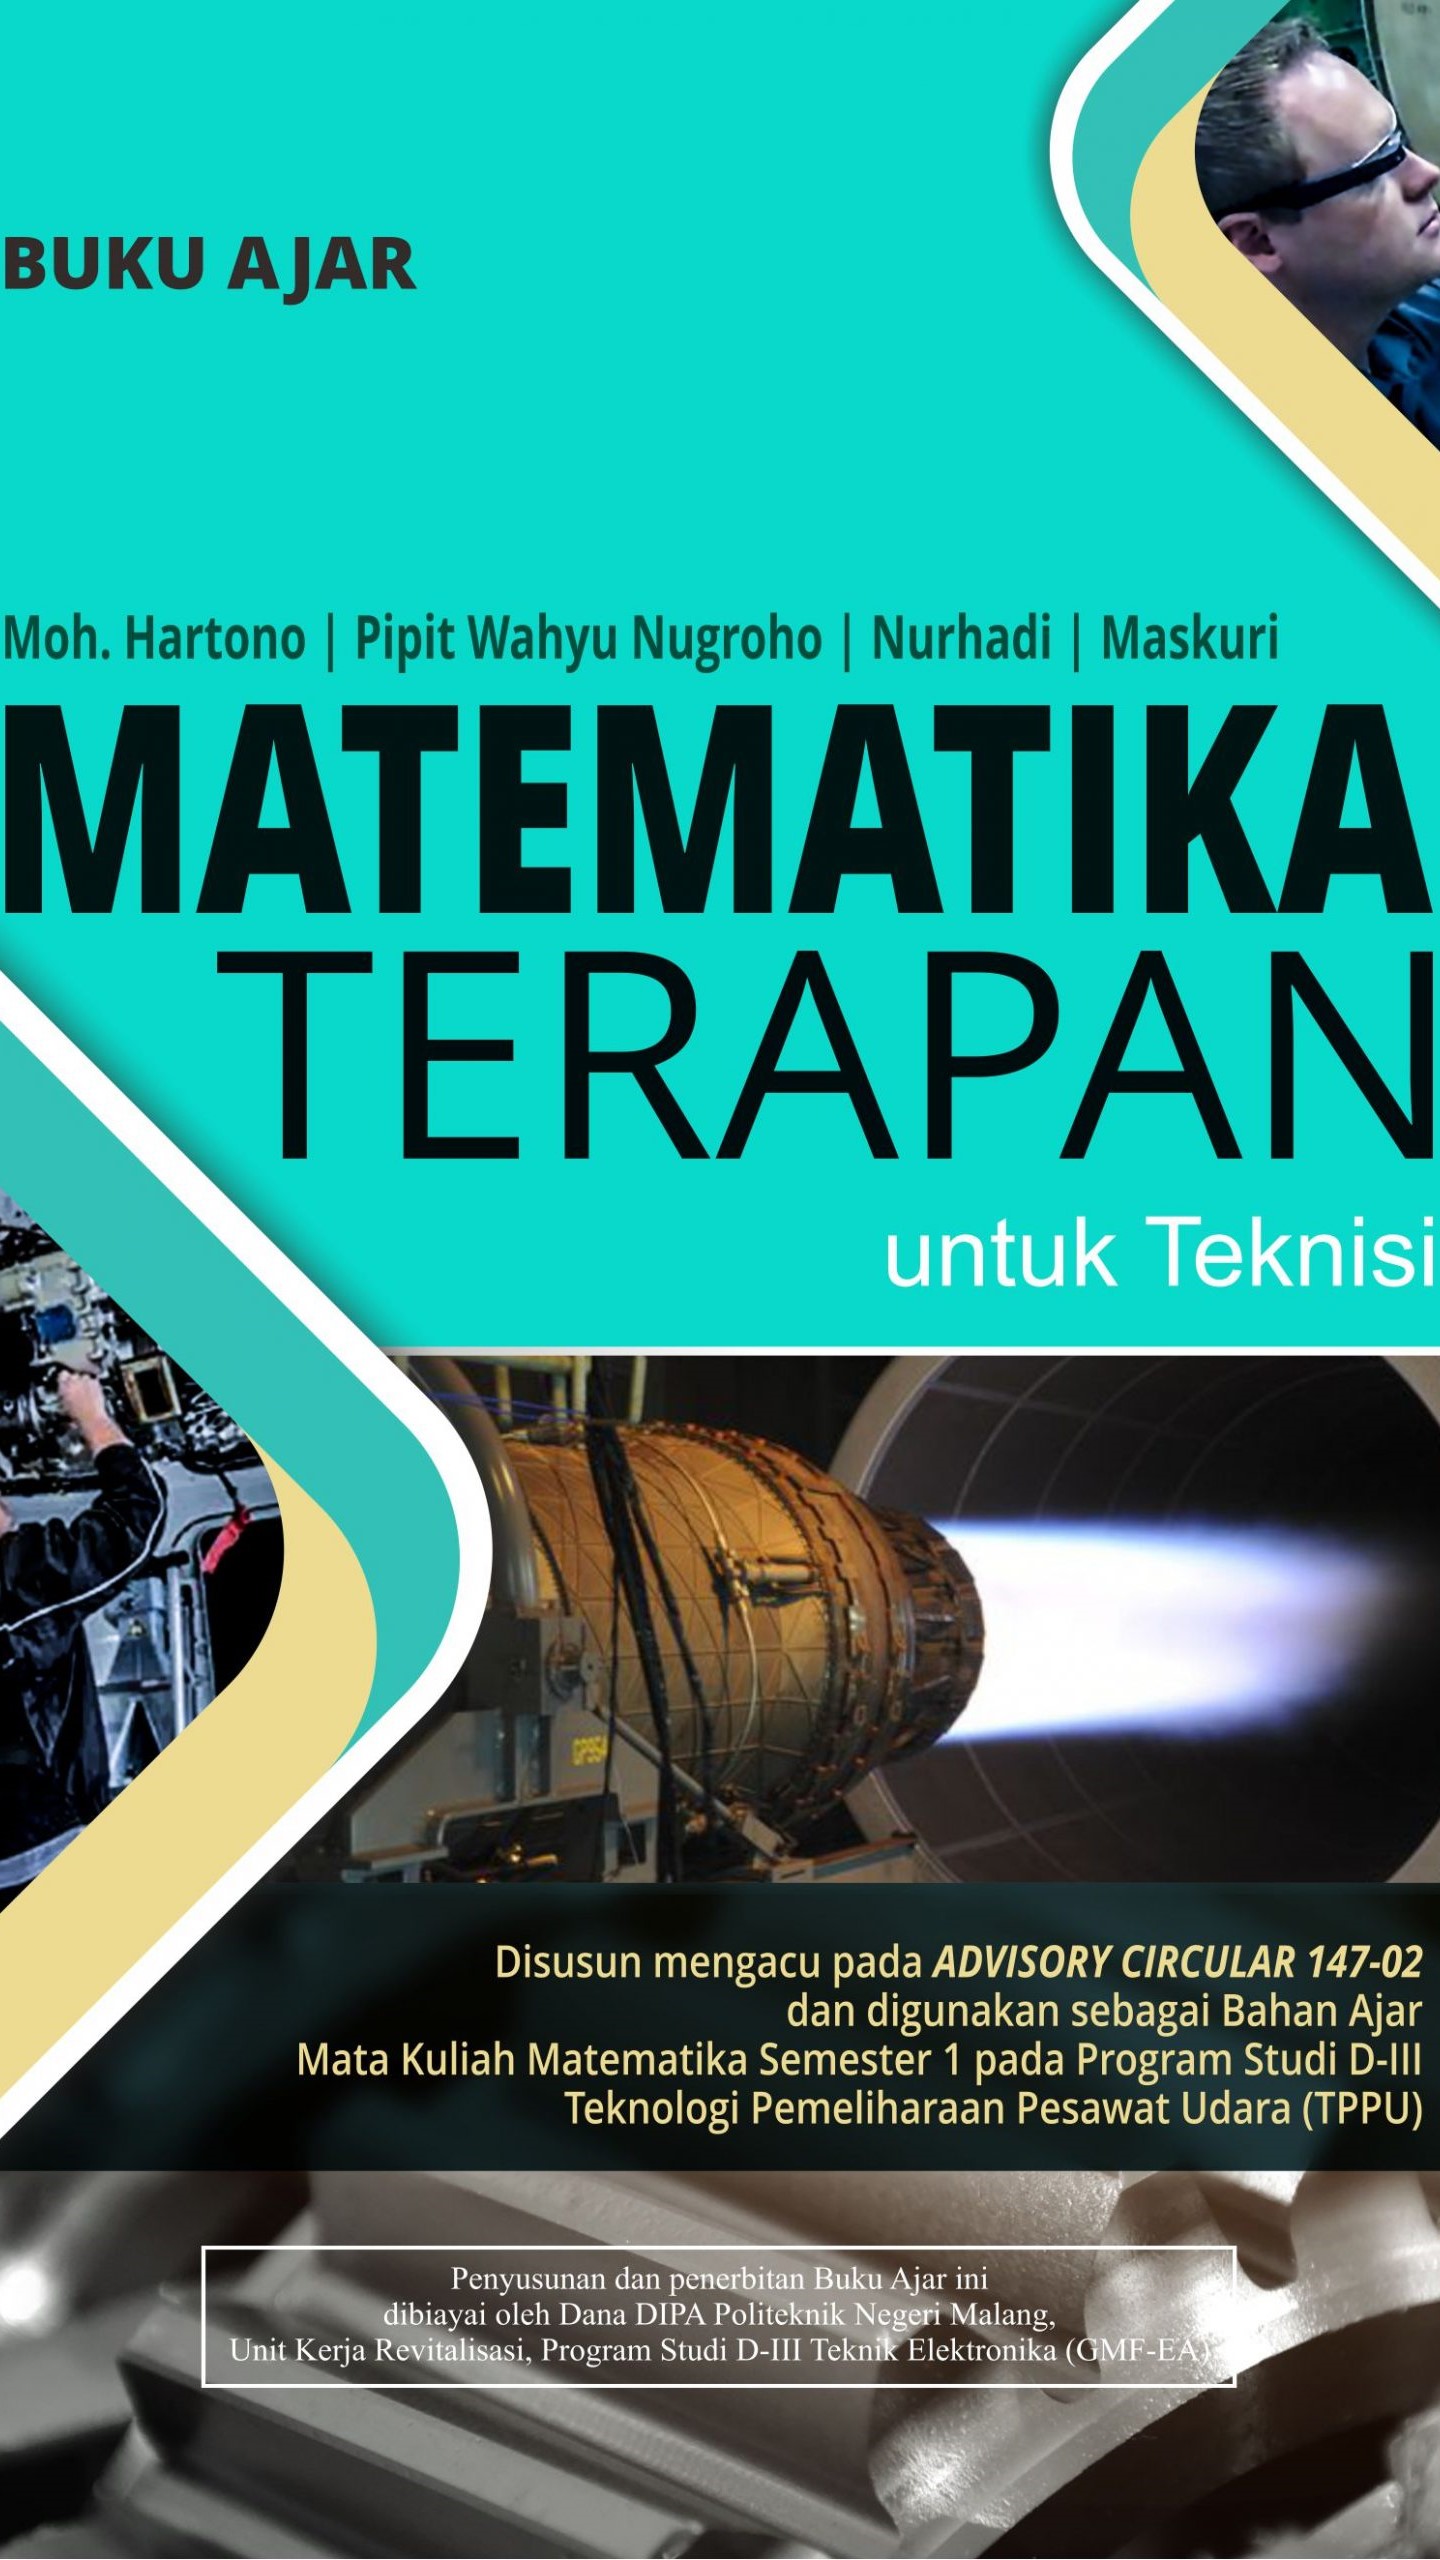 BUKU AJAR
Moh. Hartono | Pipit Wahyu Nugroho | Nurhadi | Maskuri
MATEMATIKA
TERAPAN
untuk Teknisi
GP954
Disusun mengacu pada ADVISORY CIRCULAR 147-02
dan digunakan sebagai Bahan Ajar
Mata Kuliah Matematika Semester 1 pada Program Studi D-III
Teknologi Pemeliharaan Pesawat Udara (TPPU)
Penyusunan dan penerbitan Buku Ajar ini
dibiayai oleh Dana DIPA Politeknik Negeri Malang,
Unit Kerja Revitalisasi, Program Studi D-III Teknik Elektronika (GMF-EA)